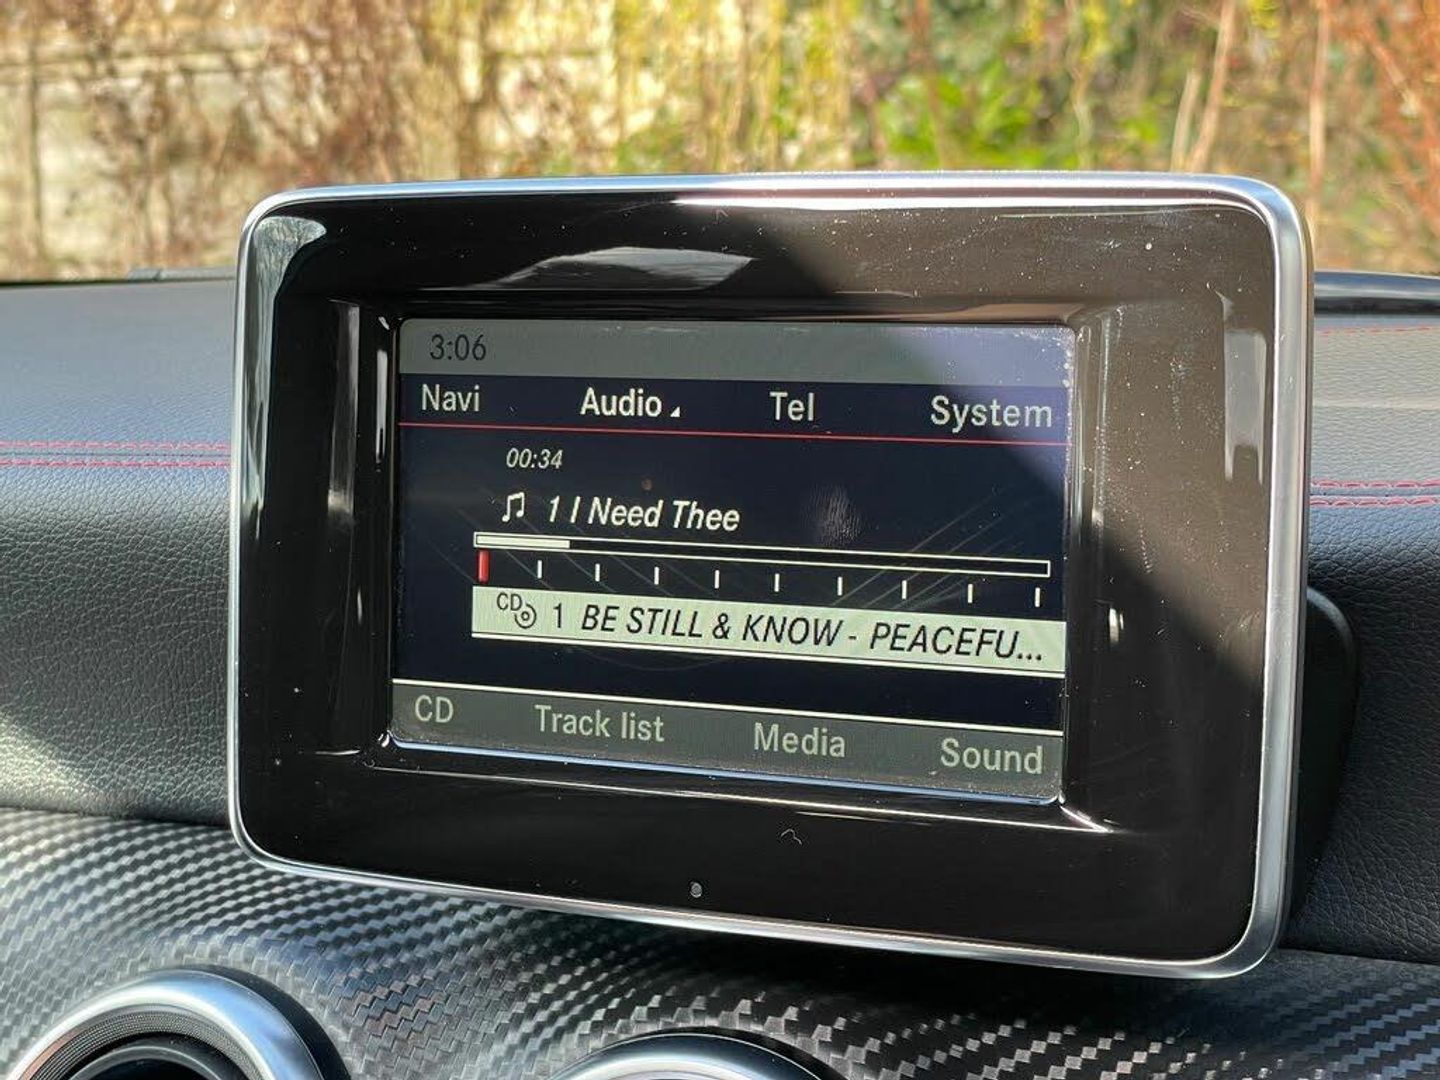 3:06
Navi Audio Tel System
00:34
1 I Need Thee
CD 1 BE STILL & KNOW - PEACEFU...
CD Track list Media Sound